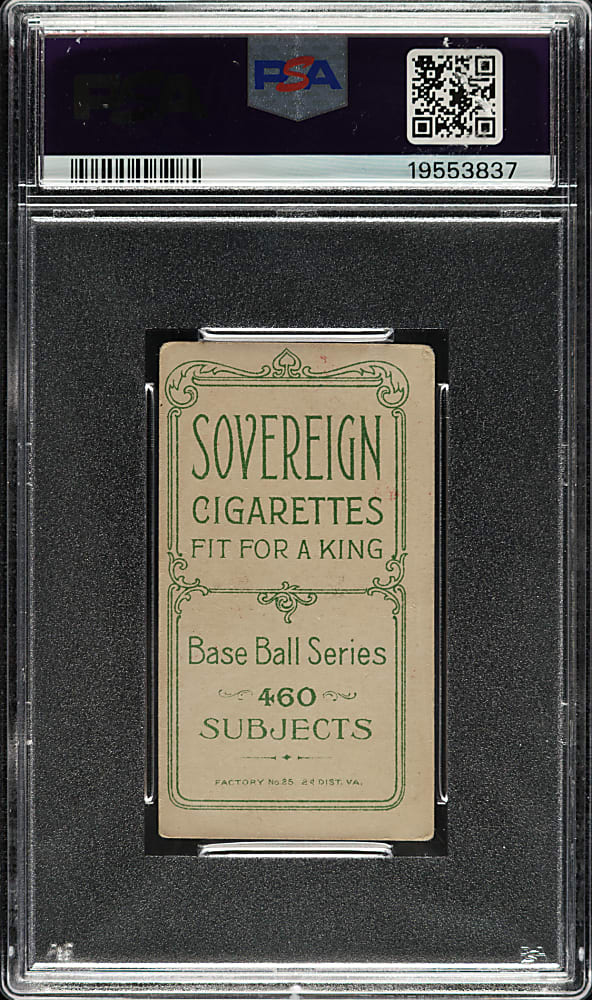 PSA
19553837
SOVEREIGN
CIGARETTES
FIT FOR A KING
Base Ball Series
460
SUBJECTS
FACTORY No. 25 2d DIST. VA.